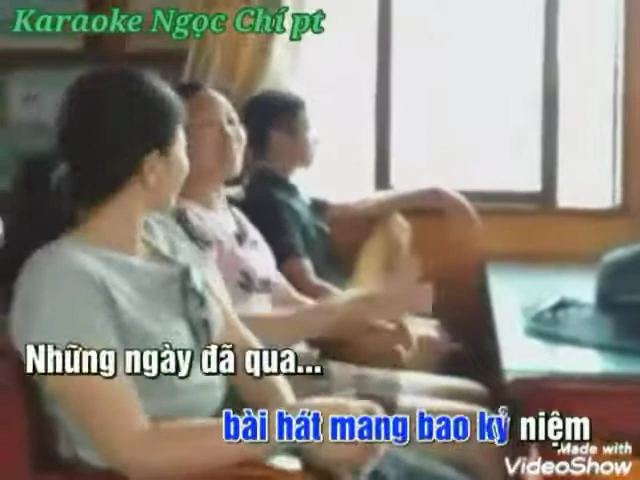 Karaoke Ngọc Chí pt
Những ngày đã qua...
bài hát mang bao kỷ niệm
Made with
VideoShow